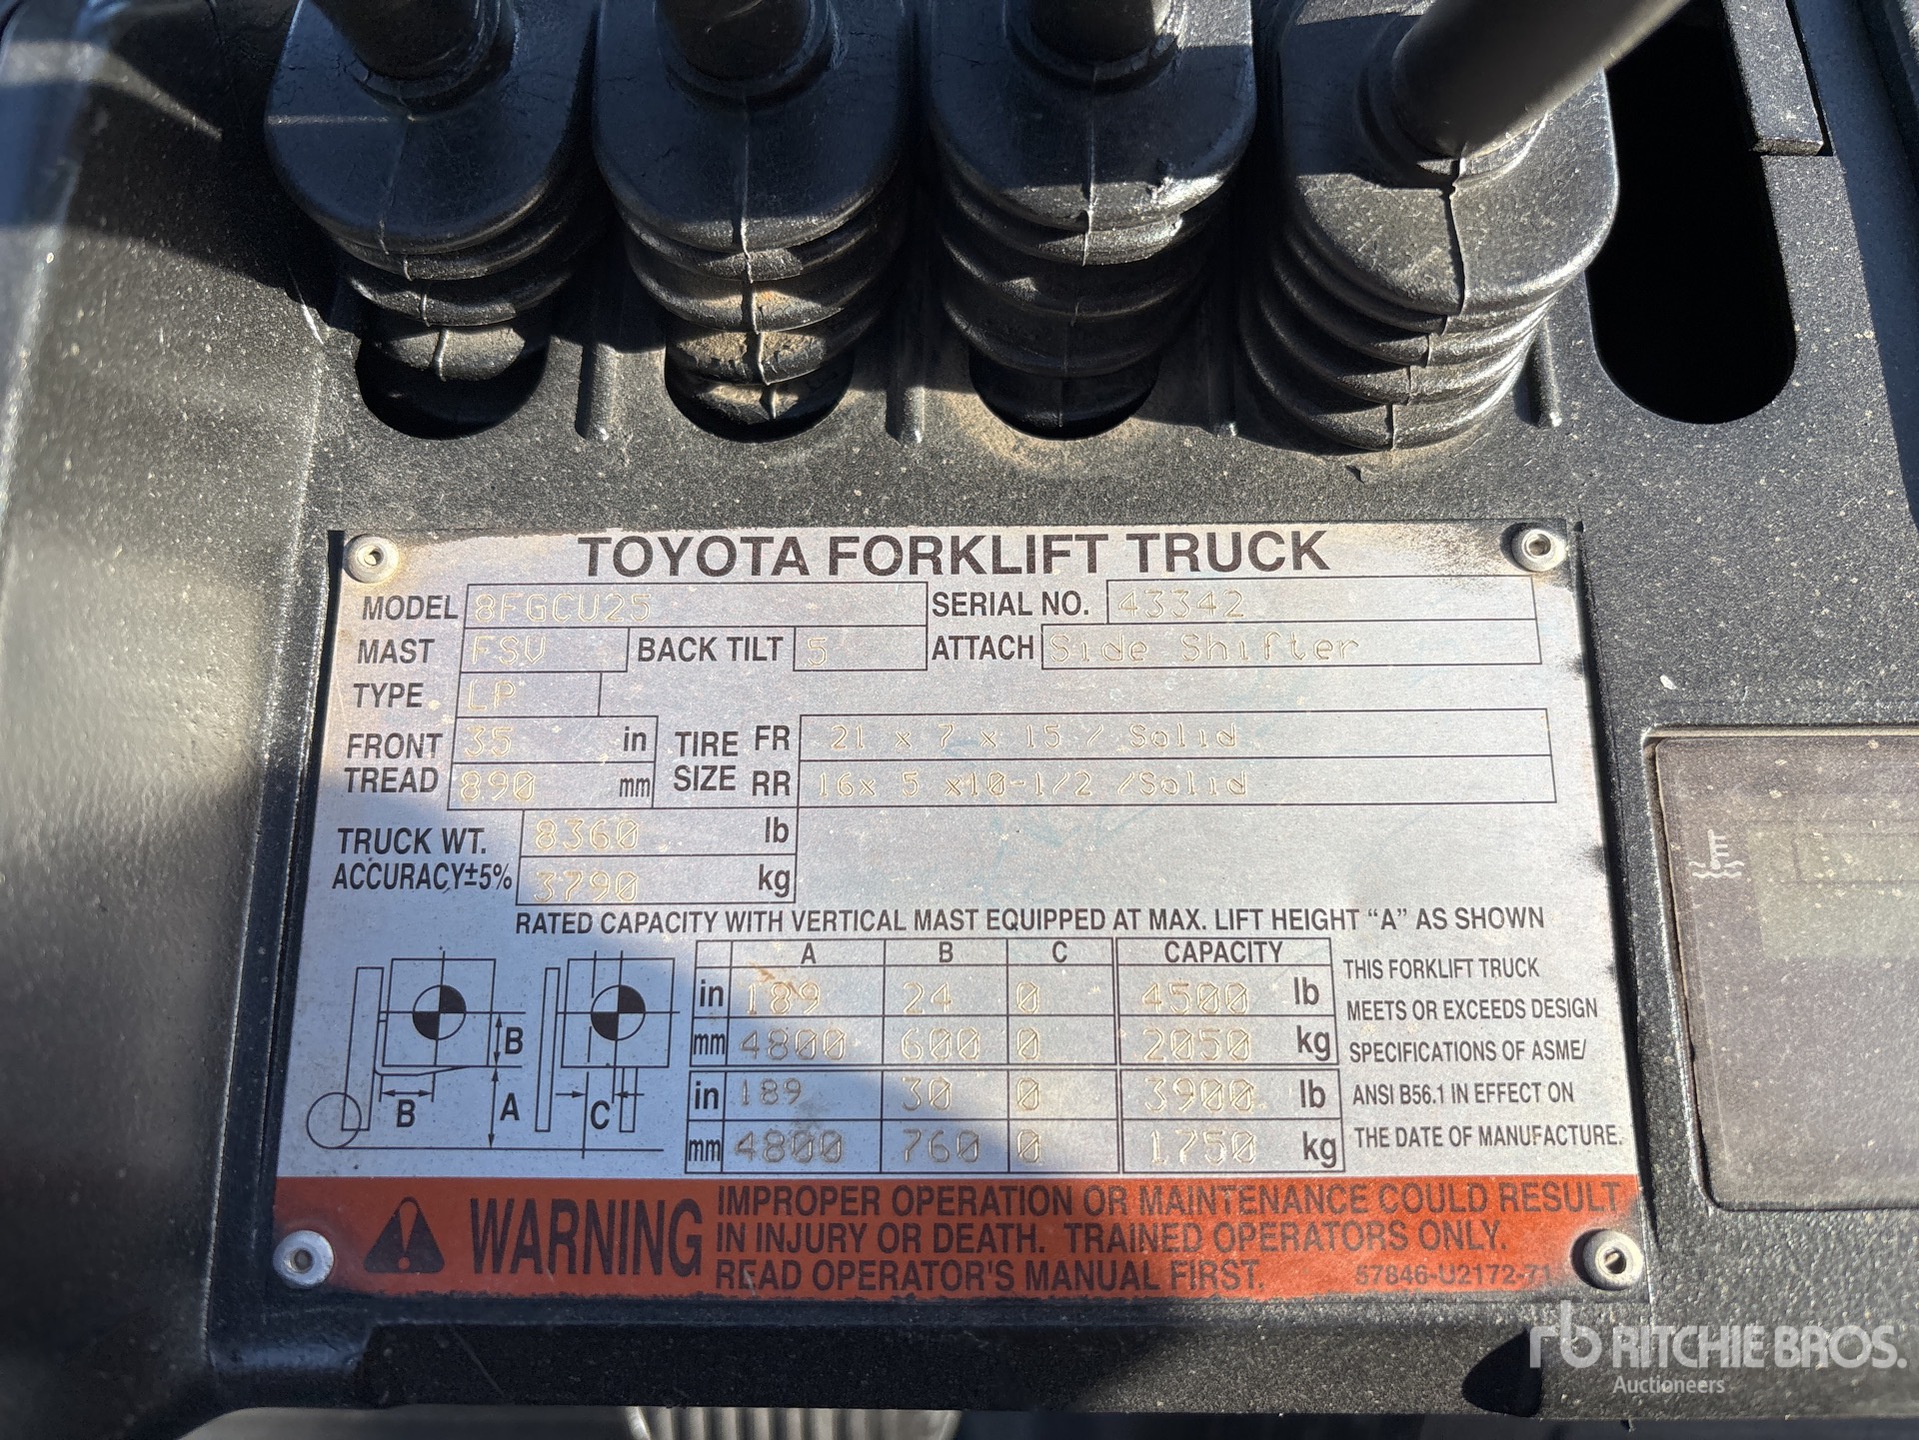 TOYOTA FORKLIFT TRUCK
MODEL 8FGCU25 SERIAL NO. 43342
MAST FSV BACK TILT 5 ATTACH Side Shifter
TYPE LP
FRONT TREAD 35 in 890 mm TIRE SIZE FR 21 x 7 x 15 / Solid
RR 16x 5 x10-1/2 /Solid
TRUCK WT. 8360 lb
ACCURACY±5% 3790 kg
RATED CAPACITY WITH VERTICAL MAST EQUIPPED AT MAX. LIFT HEIGHT “A” AS SHOWN
A B C CAPACITY
in 189 24 0 4500 lb
mm 4800 600 0 2050 kg
in 189 30 0 3900 lb
mm 4800 760 0 1750 kg
B A B C
THIS FORKLIFT TRUCK
MEETS OR EXCEEDS DESIGN
SPECIFICATIONS OF ASME/
ANSI B56.1 IN EFFECT ON
THE DATE OF MANUFACTURE.
WARNING
IMPROPER OPERATION OR MAINTENANCE COULD RESULT
IN INJURY OR DEATH. TRAINED OPERATORS ONLY.
READ OPERATOR'S MANUAL FIRST. 57846-U2172-71
rb RITCHIE BROS.
Auctioneers